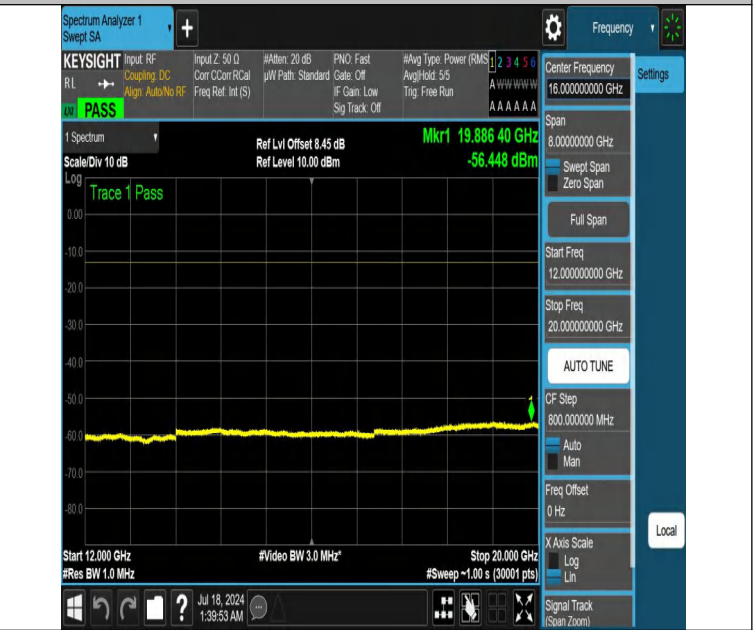 Spectrum Analyzer 1
Swept SA
Frequency
KEYSIGHT
RL
PASS
Input: RF
Coupling: DC
Align: Auto/No RF
Input Z: 50 Ω
Corr CCorr RCal
Freq Ref: Int (S)
#Atten: 20 dB
µW Path: Standard
PNO: Fast
Gate: Off
IF Gain: Low
Sig Track: Off
#Avg Type: Power (RMS
Avg|Hold: 5/5
Trig: Free Run
1 2 3 4 5 6
A W W W W W
A A A A A A
1 Spectrum
Scale/Div 10 dB
Ref Lvl Offset 8.45 dB
Ref Level 10.00 dBm
Mkr1 19.886 40 GHz
-56.448 dBm
Log
Trace 1 Pass
0.00
-10.0
-20.0
-30.0
-40.0
-50.0
-60.0
-70.0
-80.0
Start 12.000 GHz
#Res BW 1.0 MHz
#Video BW 3.0 MHz*
Stop 20.000 GHz
#Sweep ~1.00 s (30001 pts)
Jul 18, 2024
1:39:53 AM
Center Frequency
16.000000000 GHz
Settings
Span
8.00000000 GHz
Swept Span
Zero Span
Full Span
Start Freq
12.000000000 GHz
Stop Freq
20.000000000 GHz
AUTO TUNE
CF Step
800.000000 MHz
Auto
Man
Freq Offset
0 Hz
X Axis Scale
Log
Lin
Local
Signal Track
(Span Zoom)